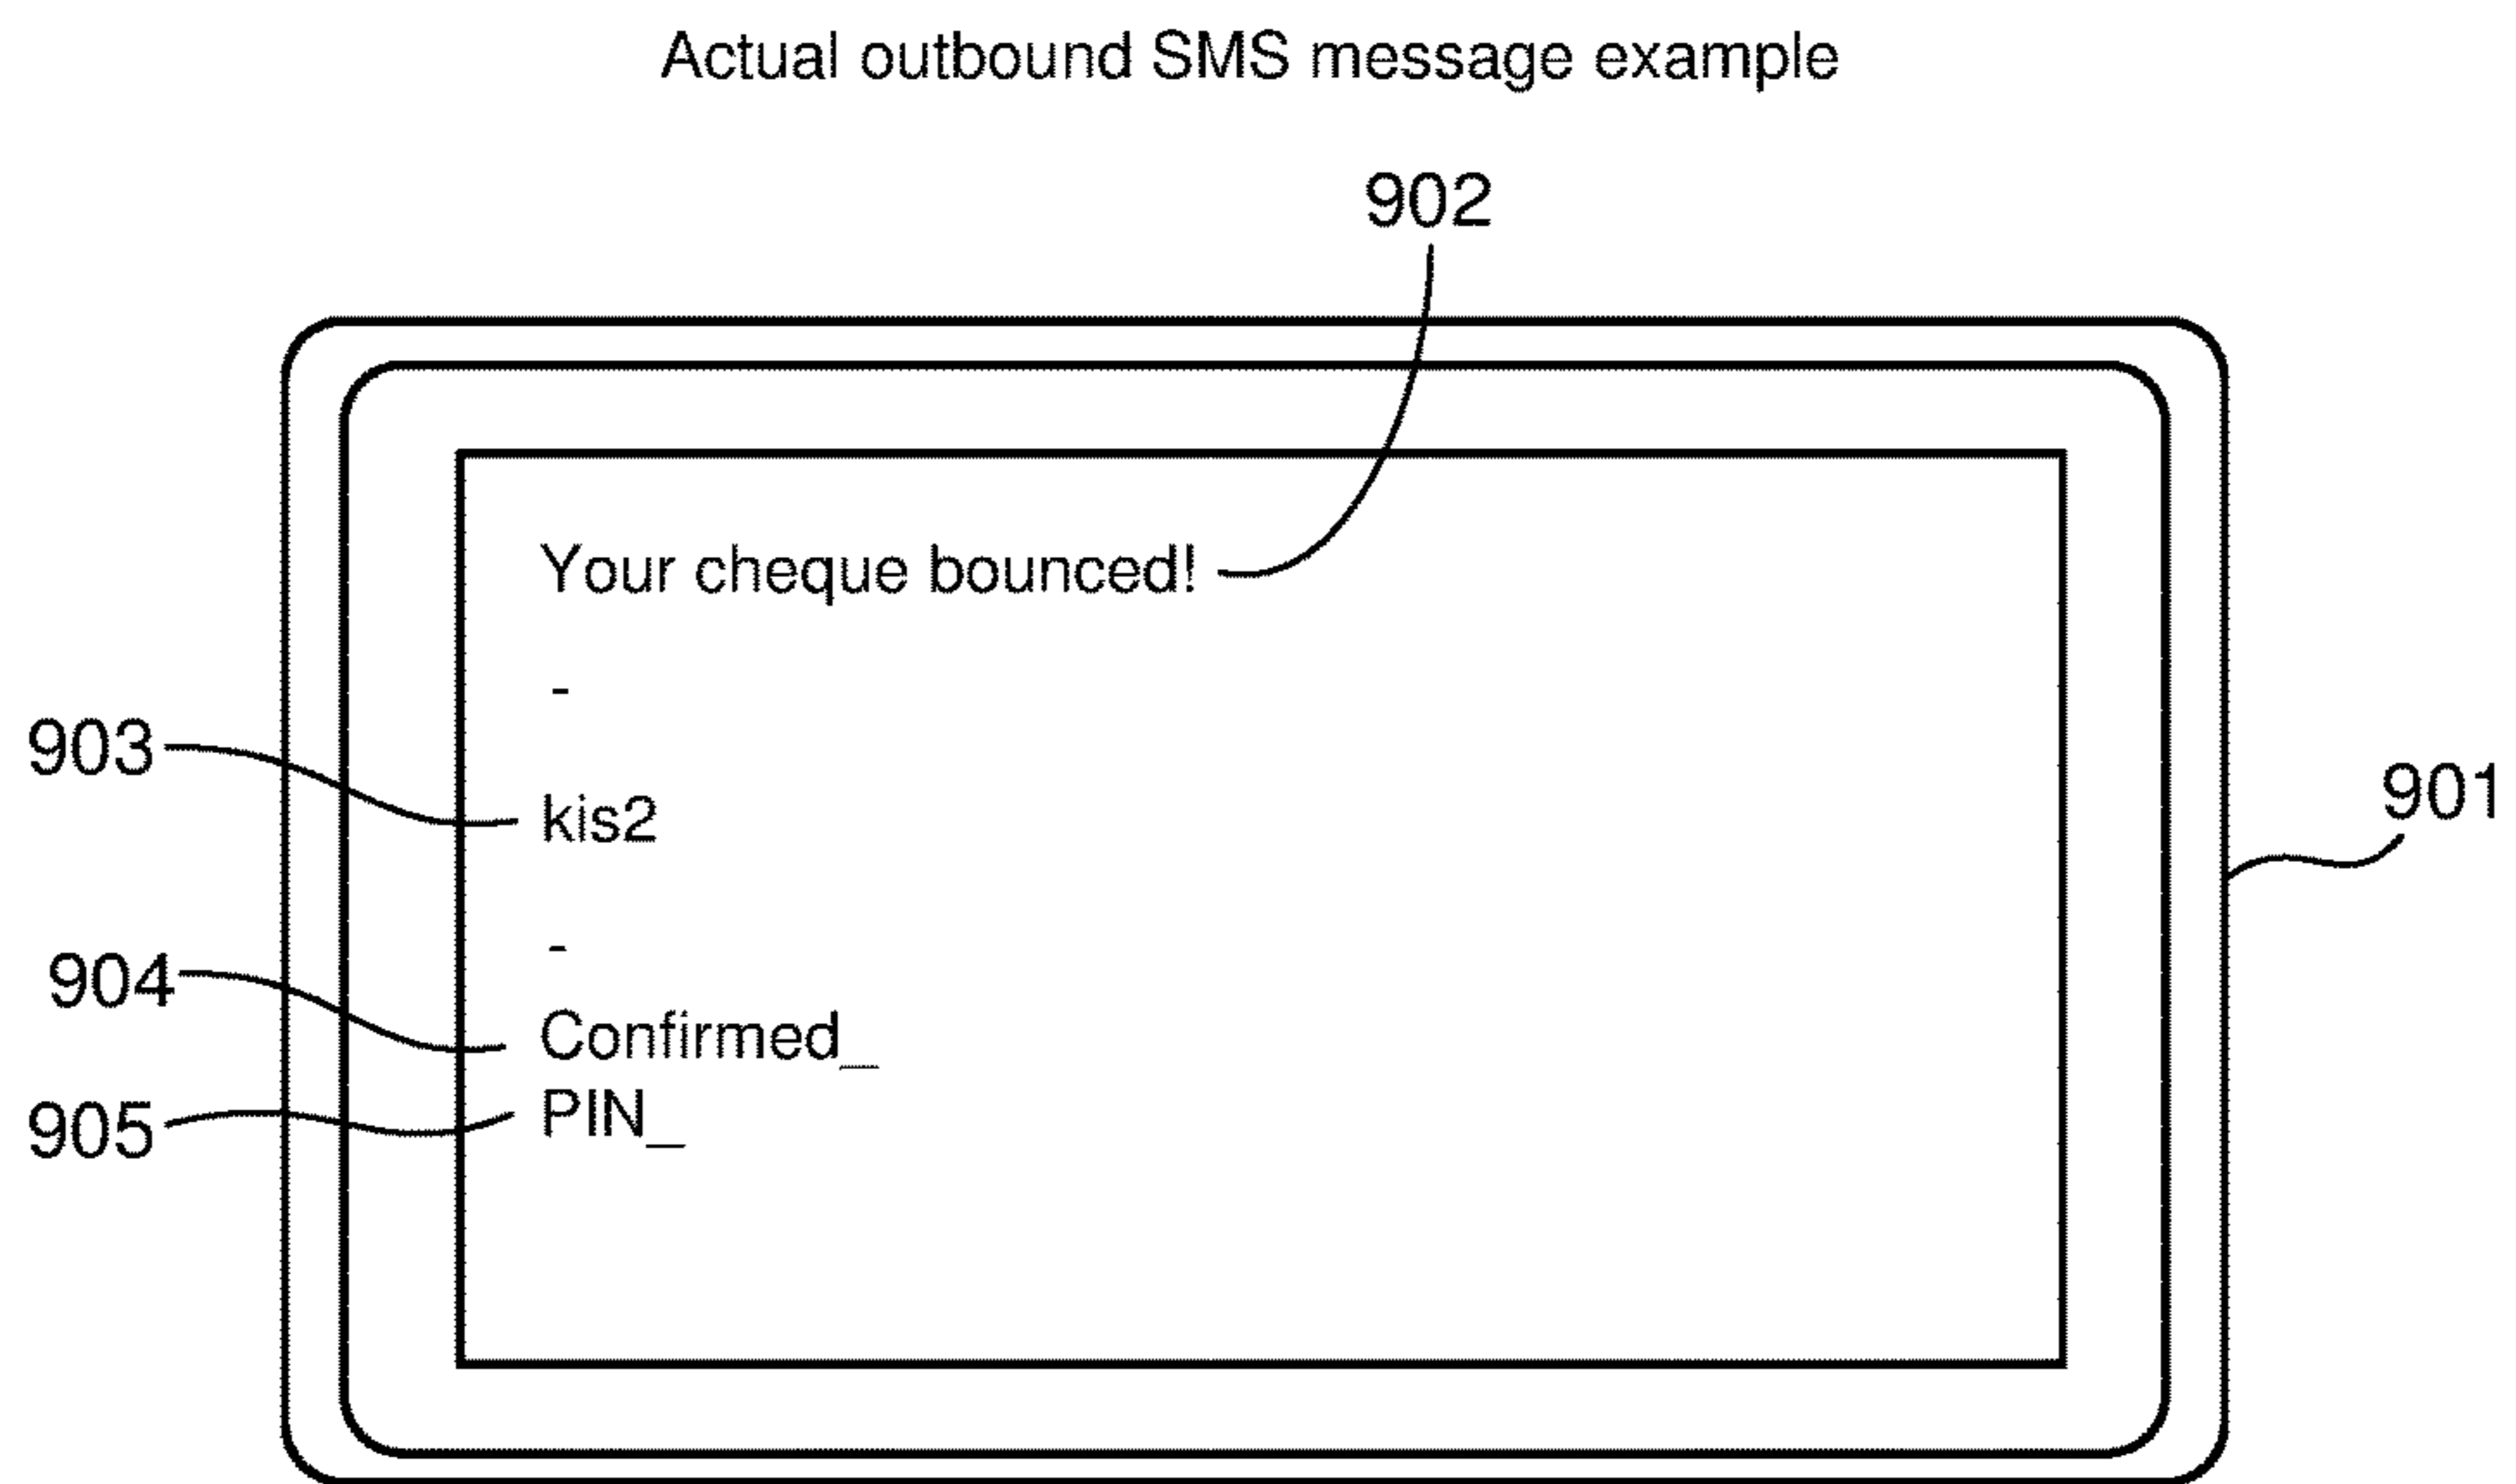 Actual outbound SMS message example
902
Your cheque bounced!
-
903
kis2
901
-
904
Confirmed_
905
PIN_